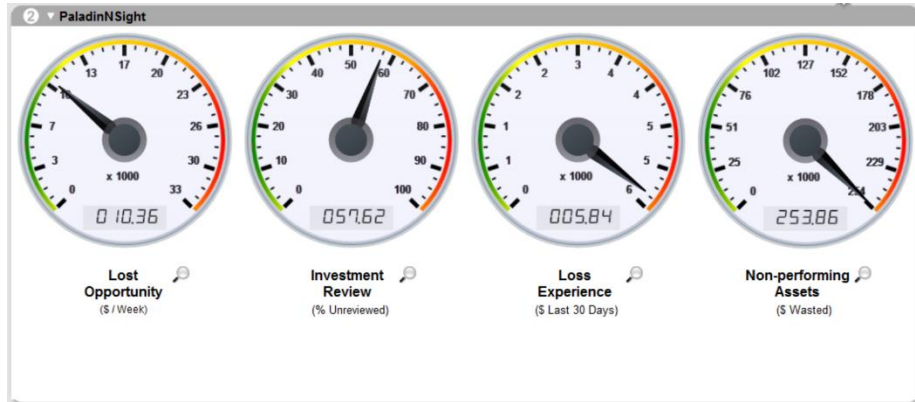 2 PaladinNSight
0 3 7 10 13 17 20 23 26 30 33
x 1000
010.36
Lost
Opportunity
($ / Week)
0 10 20 30 40 50 60 70 80 90 100
057.62
Investment
Review
(% Unreviewed)
0 1 1 2 2 3 4 4 5 5 6
x 1000
005.84
Loss
Experience
($ Last 30 Days)
0 25 51 76 102 127 152 178 203 229 254
x 1000
253.86
Non-performing
Assets
($ Wasted)